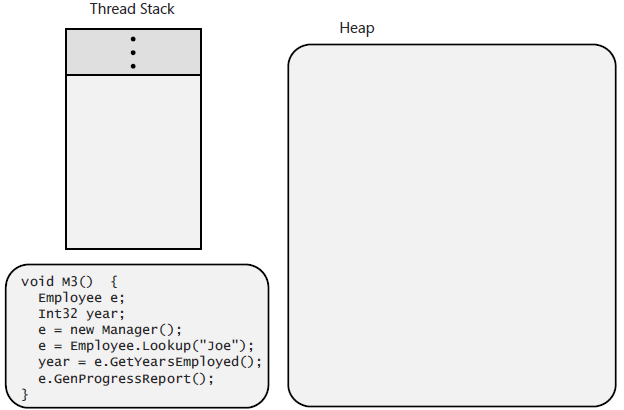 Thread Stack
Heap
void M3()  {
  Employee e;
  Int32 year;
  e = new Manager();
  e = Employee.Lookup("Joe");
  year = e.GetYearsEmployed();
  e.GenProgressReport();
}